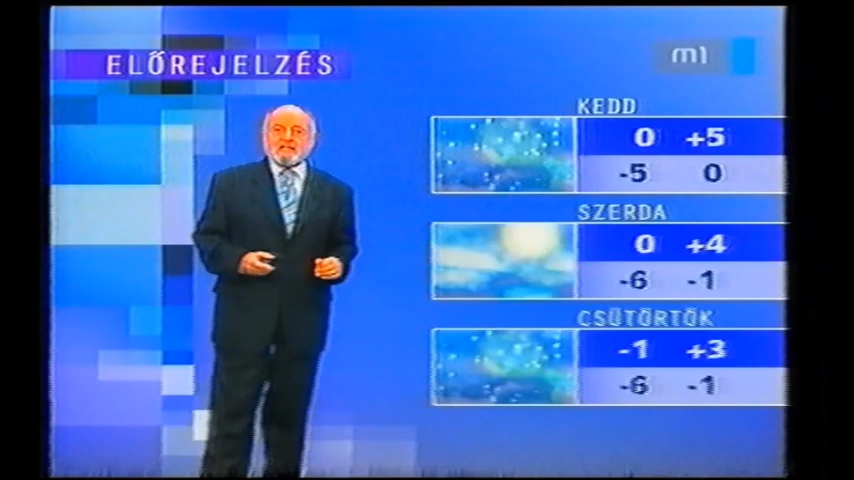 ELŐREJELZÉS
m1
KEDD
0 +5
-5 0
SZERDA
0 +4
-6 -1
CSÜTÖRTÖK
-1 +3
-6 -1